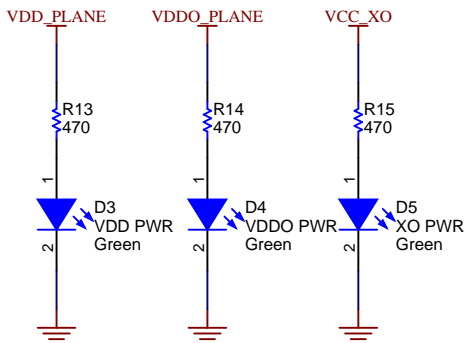 VDD_PLANE
VDDO_PLANE
VCC_XO
R13
470
R14
470
R15
470
1
1
1
D3
VDD PWR
Green
D4
VDDO PWR
Green
D5
XO PWR
Green
2
2
2